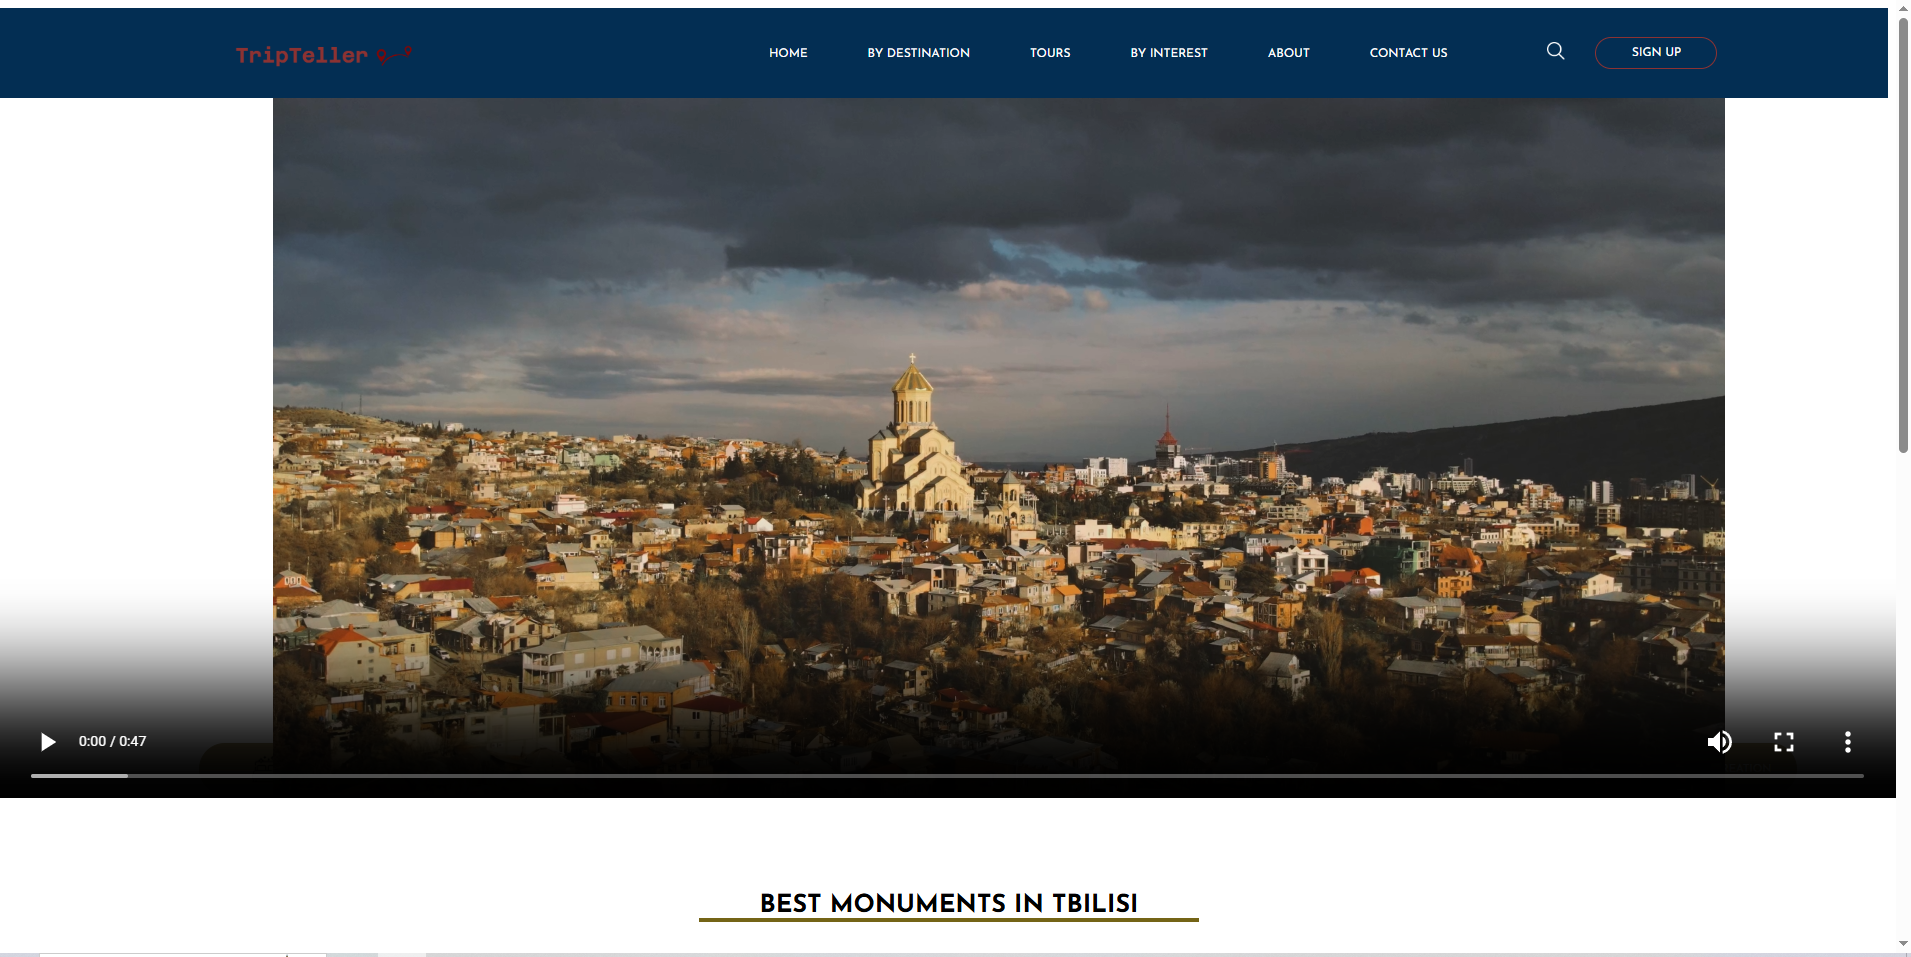 TripTeller
HOME BY DESTINATION TOURS BY INTEREST ABOUT CONTACT US SIGN UP
0:00 / 0:47
BEST MONUMENTS IN TBILISI